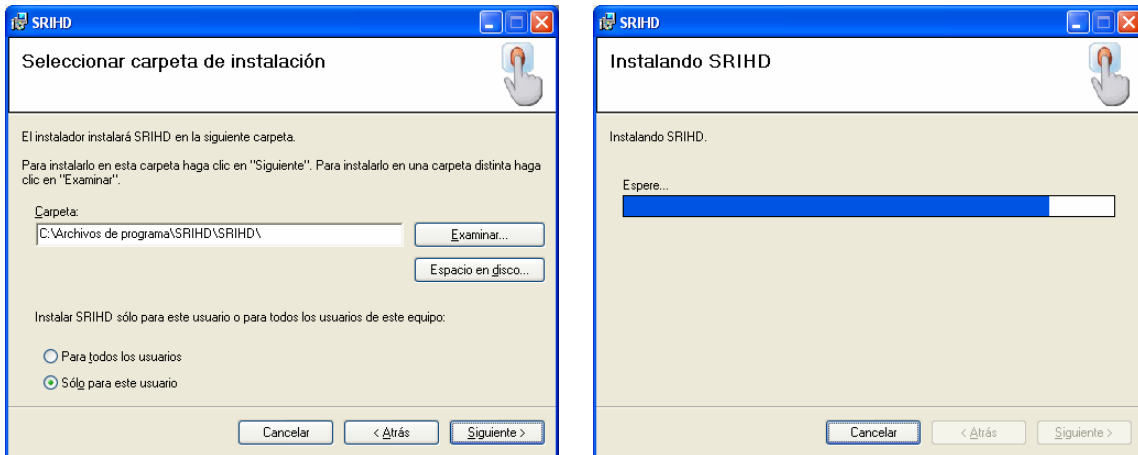 SRIHD
Seleccionar carpeta de instalación
El instalador instalará SRIHD en la siguiente carpeta.
Para instalarlo en esta carpeta haga clic en "Siguiente". Para instalarlo en una carpeta distinta haga
clic en "Examinar".
Carpeta:
C:\Archivos de programa\SRIHD\SRIHD\
Examinar...
Espacio en disco...
Instalar SRIHD sólo para este usuario o para todos los usuarios de este equipo:
Para todos los usuarios
Sólo para este usuario
Cancelar
< Atrás
Siguiente >
SRIHD
Instalando SRIHD
Instalando SRIHD.
Espere...
Cancelar
< Atrás
Siguiente >